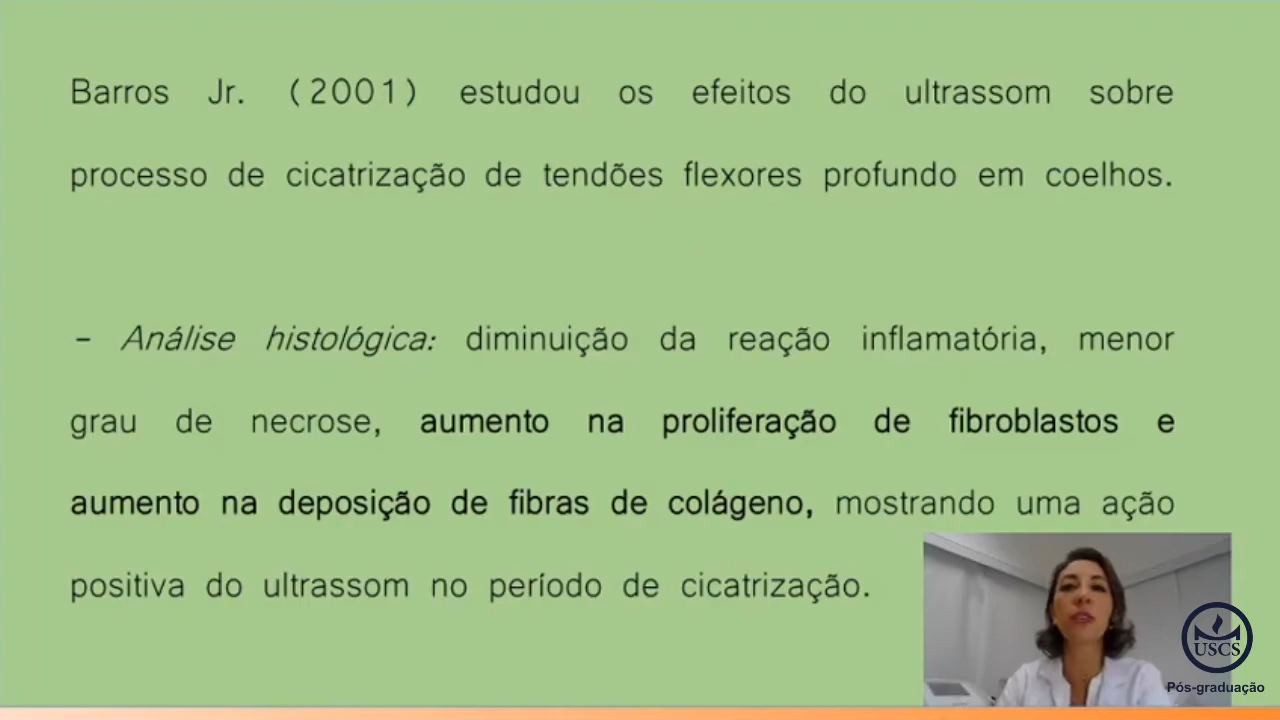 Barros Jr. (2001) estudou os efeitos do ultrassom sobre
processo de cicatrização de tendões flexores profundo em coelhos.
- Análise histológica: diminuição da reação inflamatória, menor
grau de necrose, aumento na proliferação de fibroblastos e
aumento na deposição de fibras de colágeno, mostrando uma ação
positiva do ultrassom no período de cicatrização.
USCS
Pós-graduação